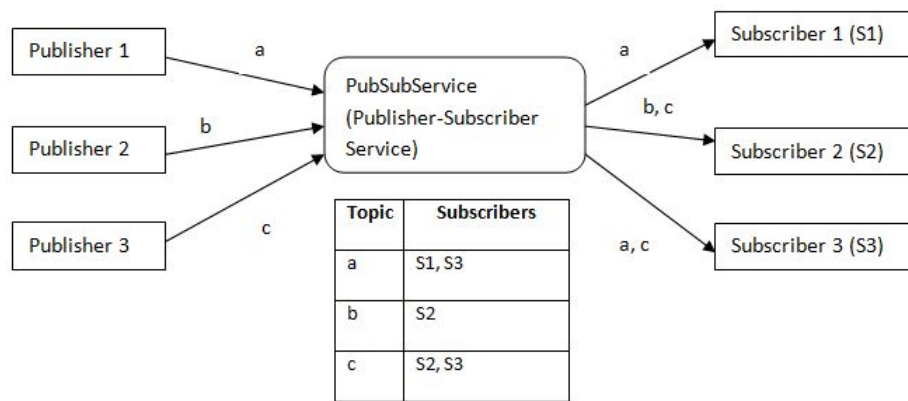 Publisher 1
a
Publisher 2
b
Publisher 3
c
PubSubService
(Publisher-Subscriber
Service)
a
Subscriber 1 (S1)
b, c
Subscriber 2 (S2)
a, c
Subscriber 3 (S3)
Topic Subscribers
a S1, S3
b S2
c S2, S3